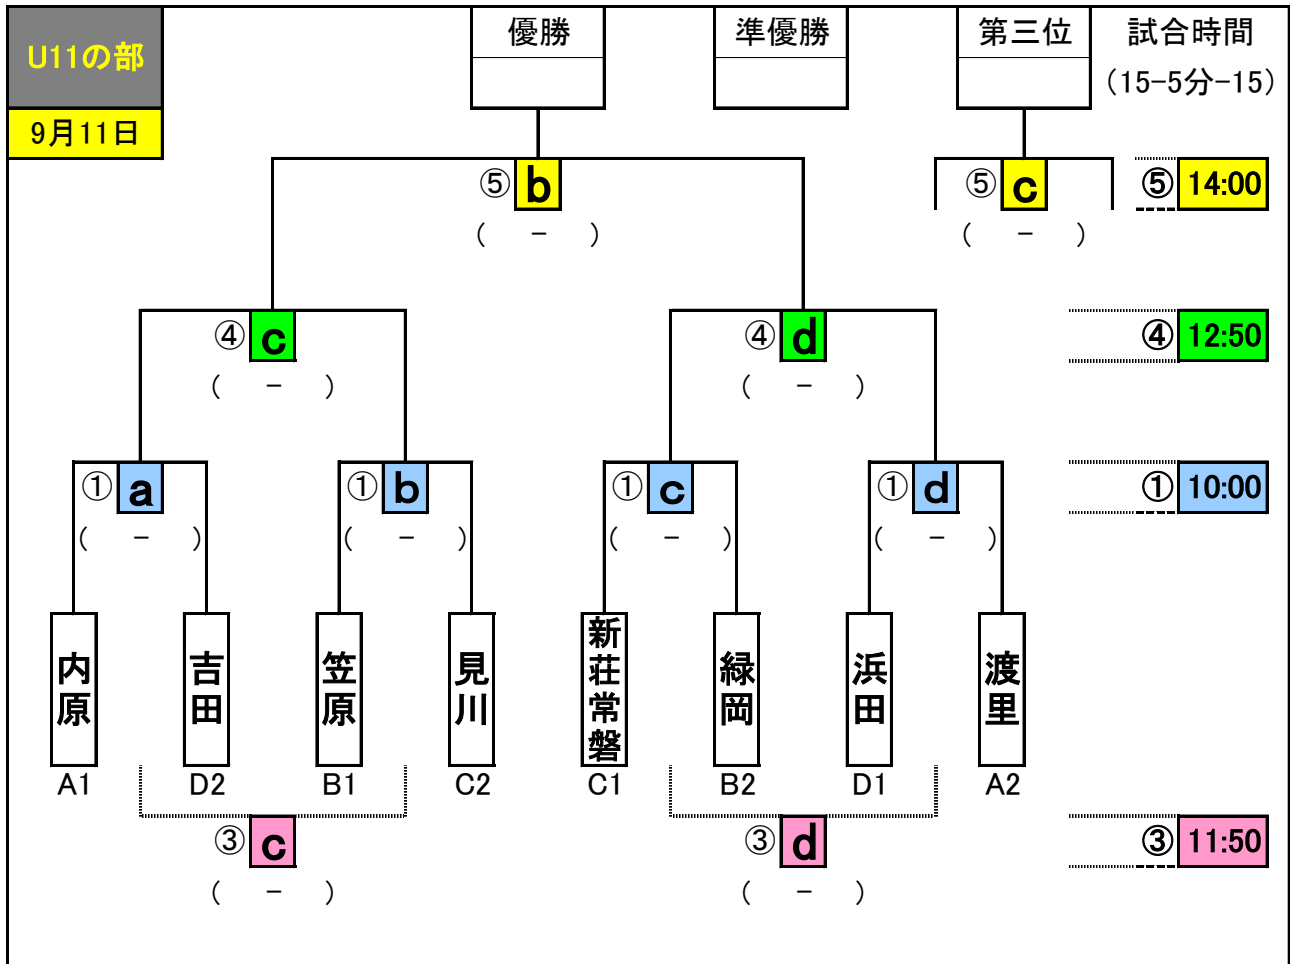 U11の部
優勝
準優勝
第三位
試合時間
(15-5分-15)
9月11日
⑤ b
( - )
⑤ c
( - )
⑤ 14:00
④ c
( - )
④ d
( - )
④ 12:50
① a
( - )
① b
( - )
① c
( - )
① d
( - )
① 10:00
内原
吉田
笠原
見川
新荘常磐
緑岡
浜田
渡里
A1
D2
B1
C2
C1
B2
D1
A2
③ c
( - )
③ d
( - )
③ 11:50